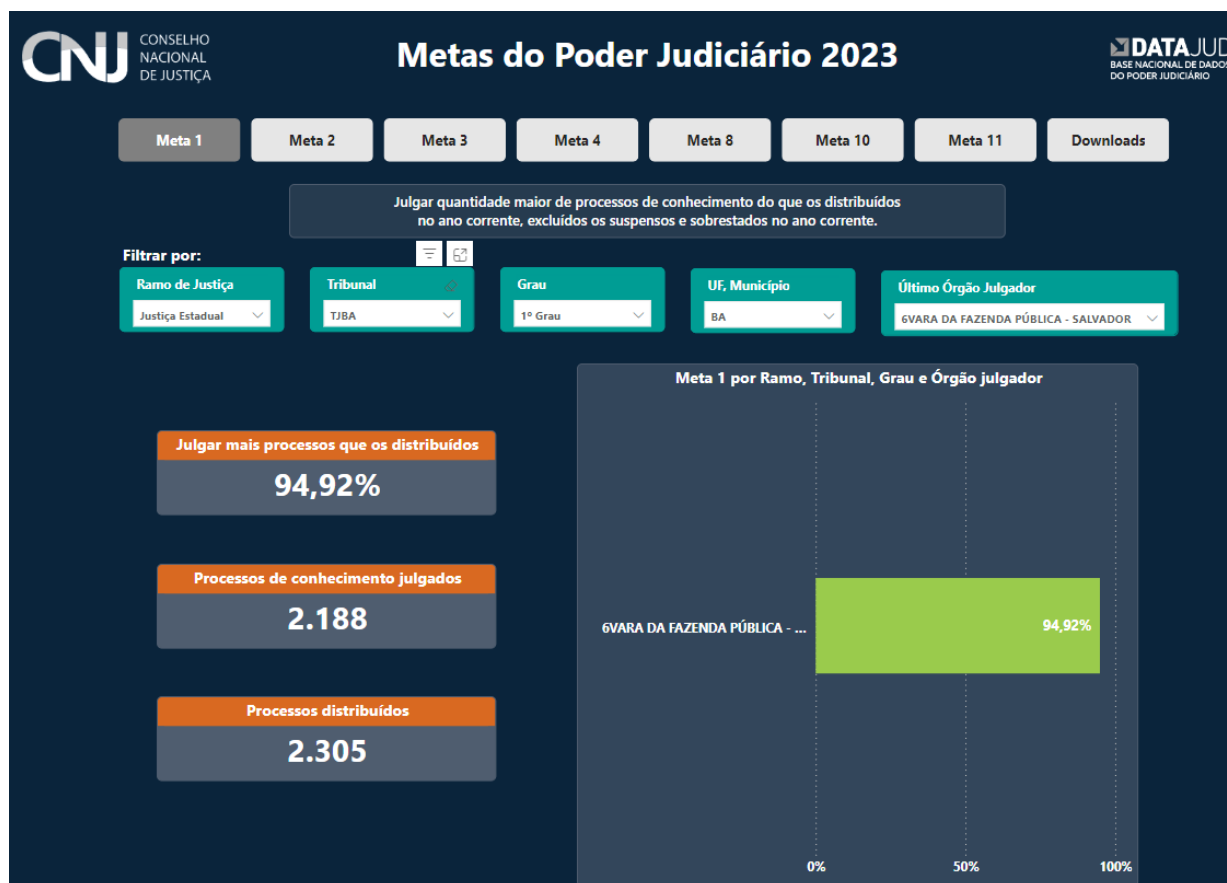 CNJ
CONSELHO
NACIONAL
DE JUSTIÇA
Metas do Poder Judiciário 2023
DATAJUD
BASE NACIONAL DE DADOS
DO PODER JUDICIÁRIO
Meta 1
Meta 2
Meta 3
Meta 4
Meta 8
Meta 10
Meta 11
Downloads
Julgar quantidade maior de processos de conhecimento do que os distribuídos
no ano corrente, excluídos os suspensos e sobrestados no ano corrente.
Filtrar por:
Ramo de Justiça
Justiça Estadual
Tribunal
TJBA
Grau
1º Grau
UF, Município
BA
Último Órgão Julgador
6VARA DA FAZENDA PÚBLICA - SALVADOR
Julgar mais processos que os distribuídos
94,92%
Processos de conhecimento julgados
2.188
Processos distribuídos
2.305
Meta 1 por Ramo, Tribunal, Grau e Órgão julgador
6VARA DA FAZENDA PÚBLICA - ...
94,92%
0%
50%
100%